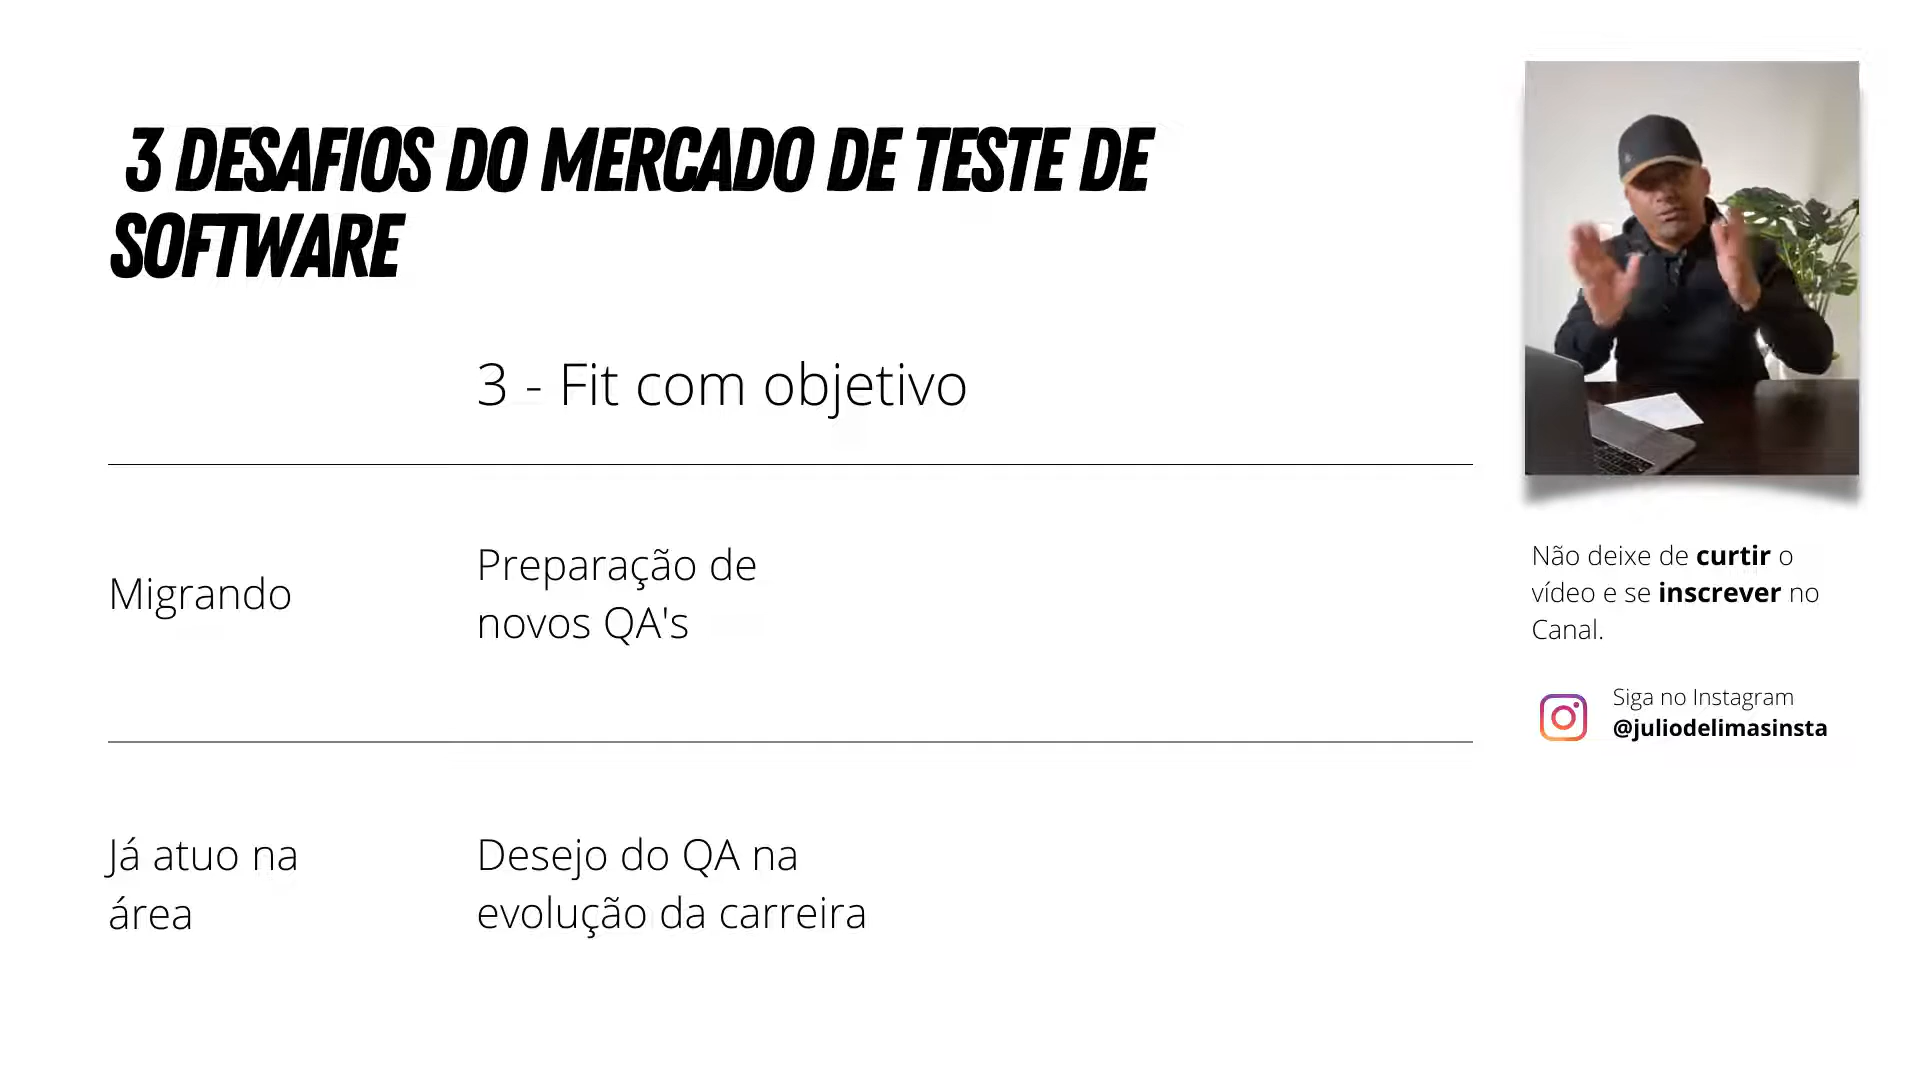 3 DESAFIOS DO MERCADO DE TESTE DE
SOFTWARE
3 - Fit com objetivo
Migrando
Preparação de
novos QA's
Já atuo na
área
Desejo do QA na
evolução da carreira
Não deixe de curtir o
vídeo e se inscrever no
Canal.
Siga no Instagram
@juliodelimasinsta